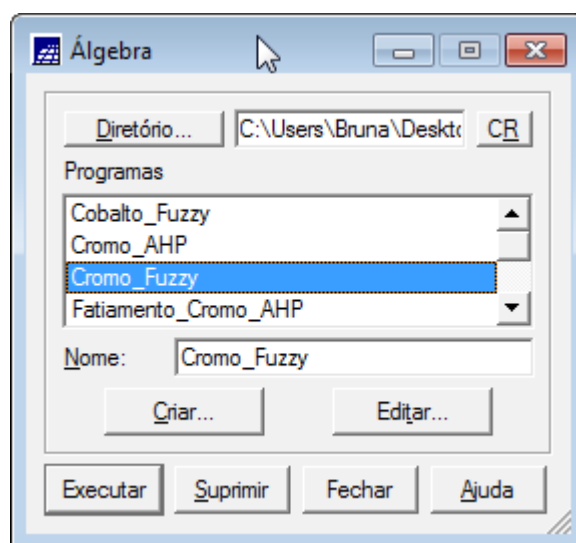 Álgebra
Diretório... C:\Users\Bruna\Deskto CR
Programas
Cobalto_Fuzzy
Cromo_AHP
Cromo_Fuzzy
Fatiamento_Cromo_AHP
Nome: Cromo_Fuzzy
Criar... Editar...
Executar Suprimir Fechar Ajuda